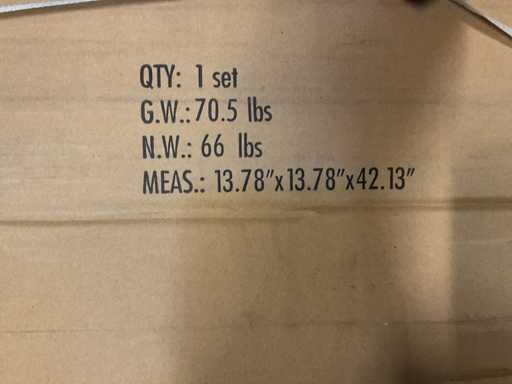 QTY: 1 set
G.W.: 70.5 lbs
N.W.: 66 lbs
MEAS.: 13.78"x13.78"x42.13"